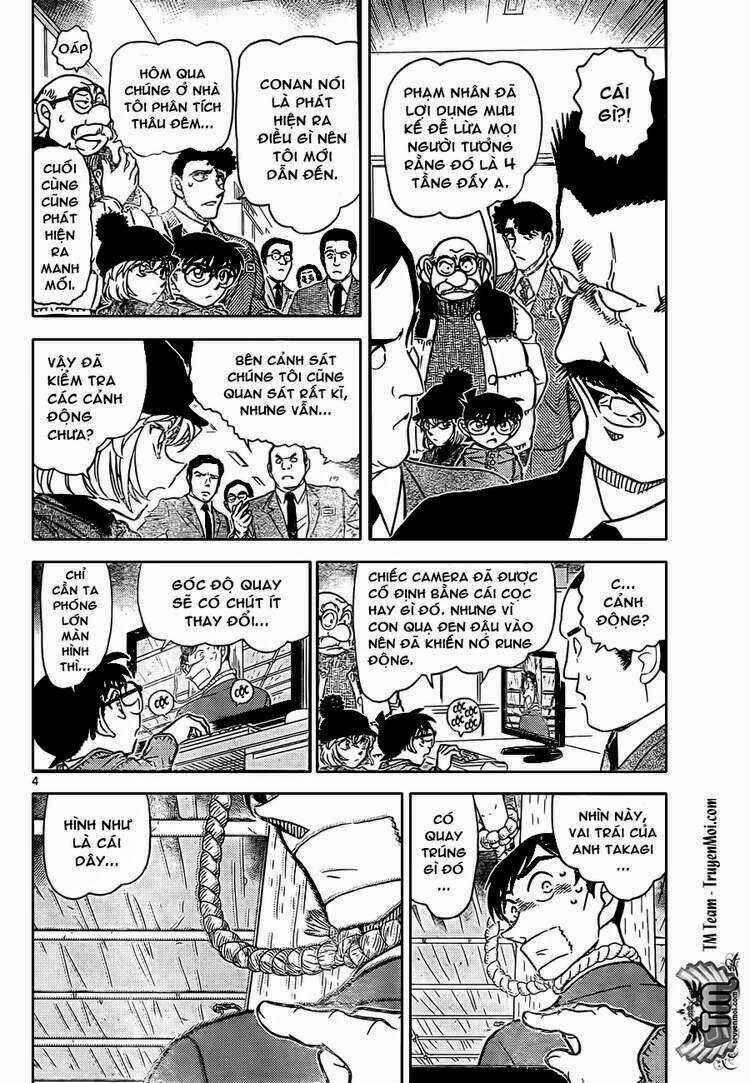 CÁI
GÌ?!
PHẠM NHÂN ĐÃ
LỢI DỤNG MƯU
KẾ ĐỂ LỪA MỌI
NGƯỜI TƯỞNG
RẰNG ĐÓ LÀ 4
TẦNG ĐẤY Ạ.
CONAN NÓI
LÀ PHÁT
HIỆN RA
ĐIỀU GÌ NÊN
TÔI MỚI
DẪN ĐẾN.
HÔM QUA
CHÚNG Ở NHÀ
TÔI PHÂN TÍCH
THÂU ĐÊM...
OÁP
CUỐI
CÙNG
CŨNG
PHÁT
HIỆN
RA
MANH
MỐI.
BÊN CẢNH SÁT
CHÚNG TÔI CŨNG
QUAN SÁT RẤT KĨ,
NHƯNG VẪN...
VẬY ĐÃ
KIỂM TRA
CÁC CẢNH
ĐỘNG
CHƯA?
C...
CẢNH
ĐỘNG?
CHIẾC CAMERA ĐÃ ĐƯỢC
CỐ ĐỊNH BẰNG CÁI CỌC
HAY GÌ ĐÓ. NHƯNG VÌ
CON QUẠ ĐEN ĐẬU VÀO
NÊN ĐÃ KHIẾN NÓ RUNG
ĐỘNG.
CỘC
CỘC
CỘC
CỘC
GÓC ĐỘ QUAY
SẼ CÓ CHÚT ÍT
THAY ĐỔI...
CHỈ
CẦN TA
PHÓNG
LỚN
MÀN
HÌNH
THÌ...
CỘC
CỘC
4
NHÌN NÀY,
VAI TRÁI CỦA
ANH TAKAGI
...
CÓ
QUAY
TRÚNG
GÌ ĐÓ
...
HÌNH NHƯ
LÀ CÁI
DÂY...
TM Team - TruyenMoi.com
TM
truyenmoi.com